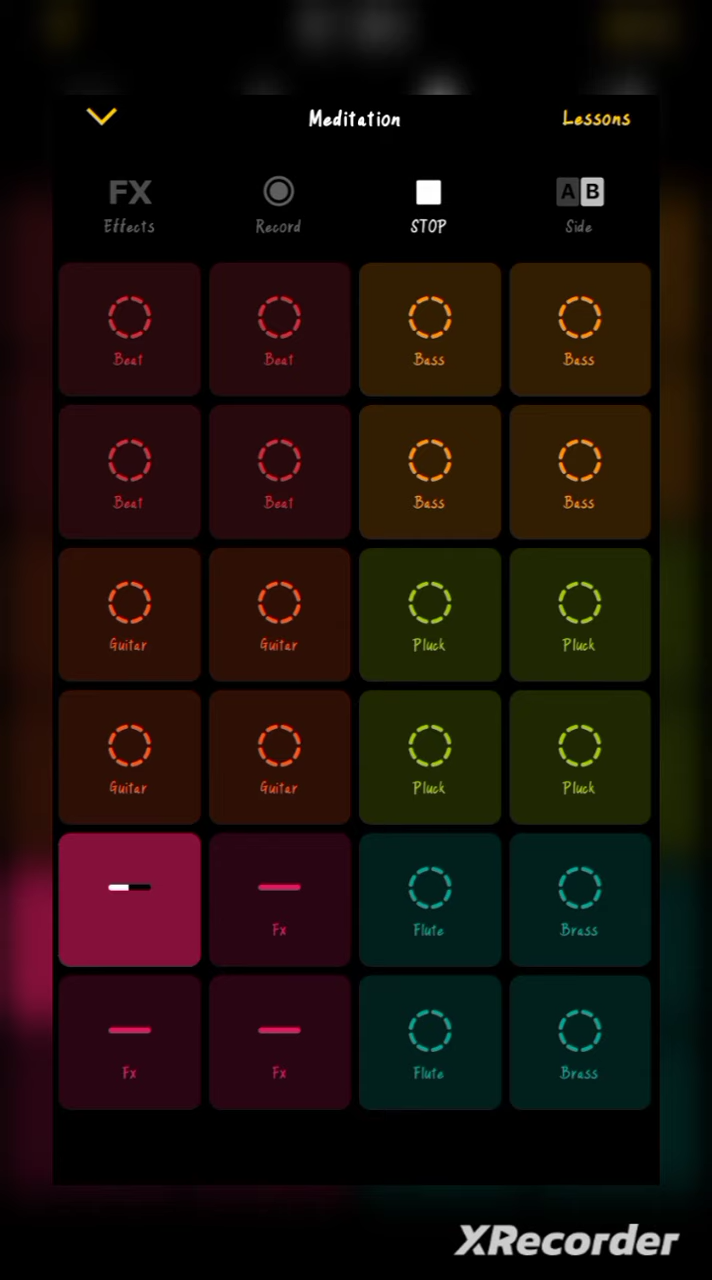 Meditation Lessons
FX Effects Record STOP A B Side
Beat Beat Bass Bass
Beat Beat Bass Bass
Guitar Guitar Pluck Pluck
Guitar Guitar Pluck Pluck
Fx Flute Brass
Fx Fx Flute Brass
XRecorder